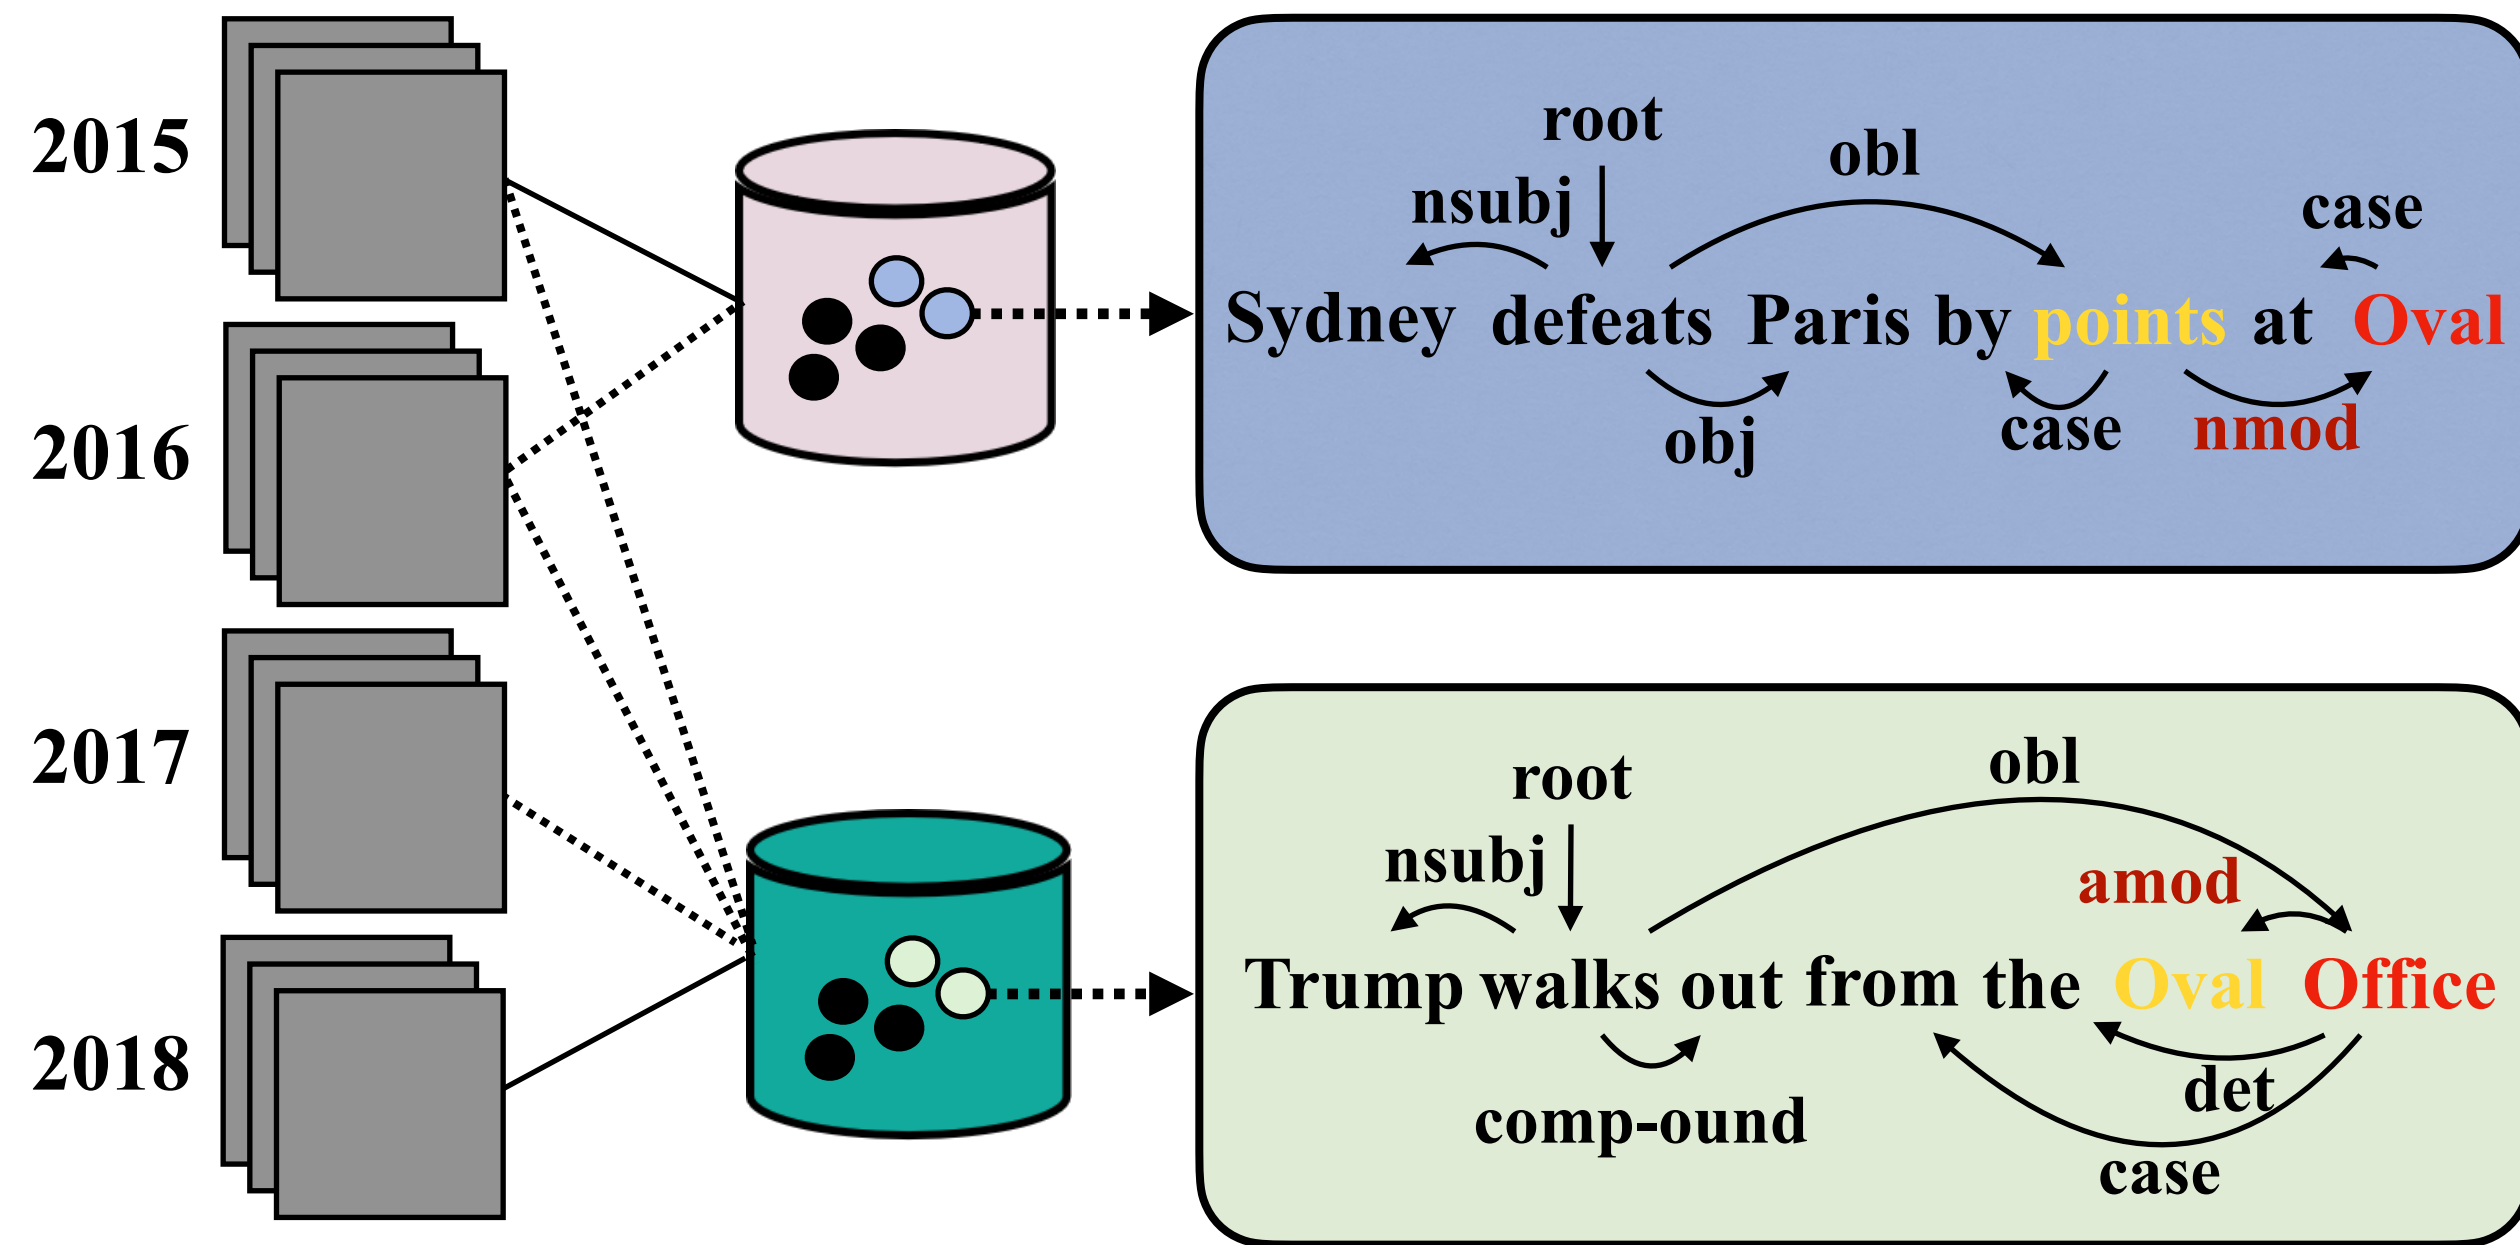 2015
2016
2017
2018
root
obl
nsubj
case
Sydney defeats Paris by points at Oval
obj
case
nmod
root
obl
nsubj
amod
Trump walks out from the Oval Office
det
comp-ound
case